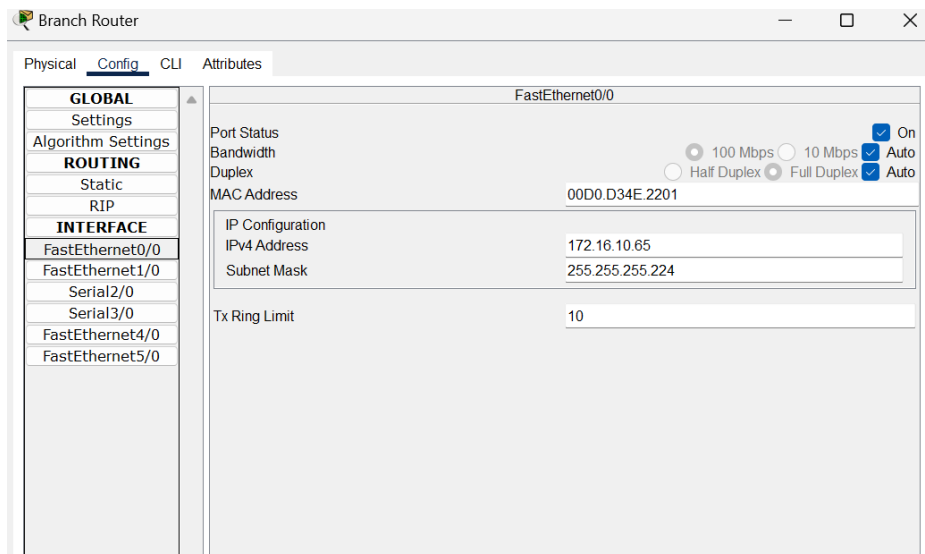 Branch Router
Physical Config CLI Attributes
GLOBAL
Settings
Algorithm Settings
ROUTING
Static
RIP
INTERFACE
FastEthernet0/0
FastEthernet1/0
Serial2/0
Serial3/0
FastEthernet4/0
FastEthernet5/0
FastEthernet0/0
Port Status On
Bandwidth 100 Mbps 10 Mbps Auto
Duplex Half Duplex Full Duplex Auto
MAC Address 00D0.D34E.2201
IP Configuration
IPv4 Address 172.16.10.65
Subnet Mask 255.255.255.224
Tx Ring Limit 10